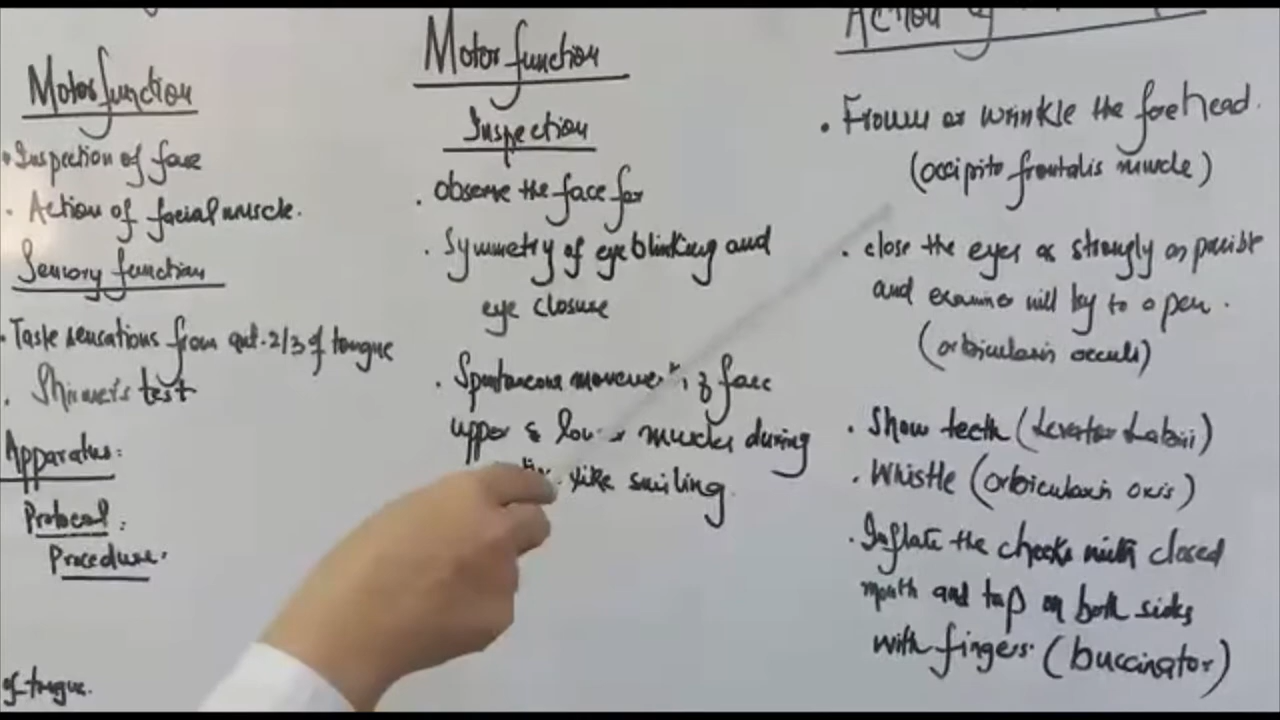 Motor function
• Inspection of face
• Action of facial muscle.
Sensory function
• Taste sensations from ant. 2/3 of tongue
• Shirmer's test
Apparatus:
Protocol:
Procedure.
of tongue.
Motor function
Inspection
• observe the face for
• Symmetry of eye blinking and
eye closure
• Spontaneous of face
upper & lower muscles during
like smiling.
Action of
• Frown or wrinkle the forehead.
(occipito frontalis muscle)
• close the eyes as strongly as possible
and examiner will try to open.
(orbicularis occuli)
• Show teeth (Levator Labii)
• Whistle (orbicularis oris)
• Inflate the cheeks with closed
mouth and tap on both sides
with fingers. (buccinator)